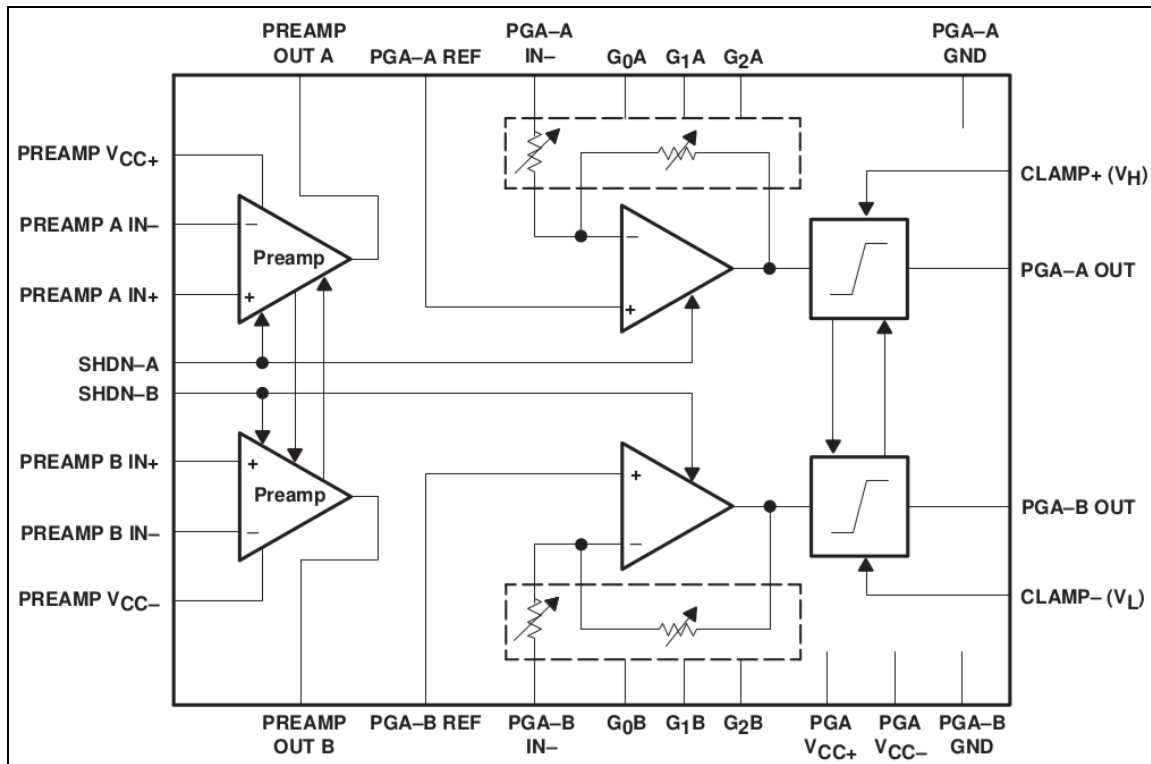 PREAMP
OUT A
PGA–A REF
PGA–A
IN–
G0A
G1A
G2A
PGA–A
GND
PREAMP VCC+
PREAMP A IN–
PREAMP A IN+
SHDN–A
SHDN–B
PREAMP B IN+
PREAMP B IN–
PREAMP VCC–
–
Preamp
+
+
Preamp
–
–
+
+
–
CLAMP+ (VH)
PGA–A OUT
PGA–B OUT
CLAMP– (VL)
PREAMP
OUT B
PGA–B REF
PGA–B
IN–
G0B
G1B
G2B
PGA
VCC+
PGA
VCC–
PGA–B
GND